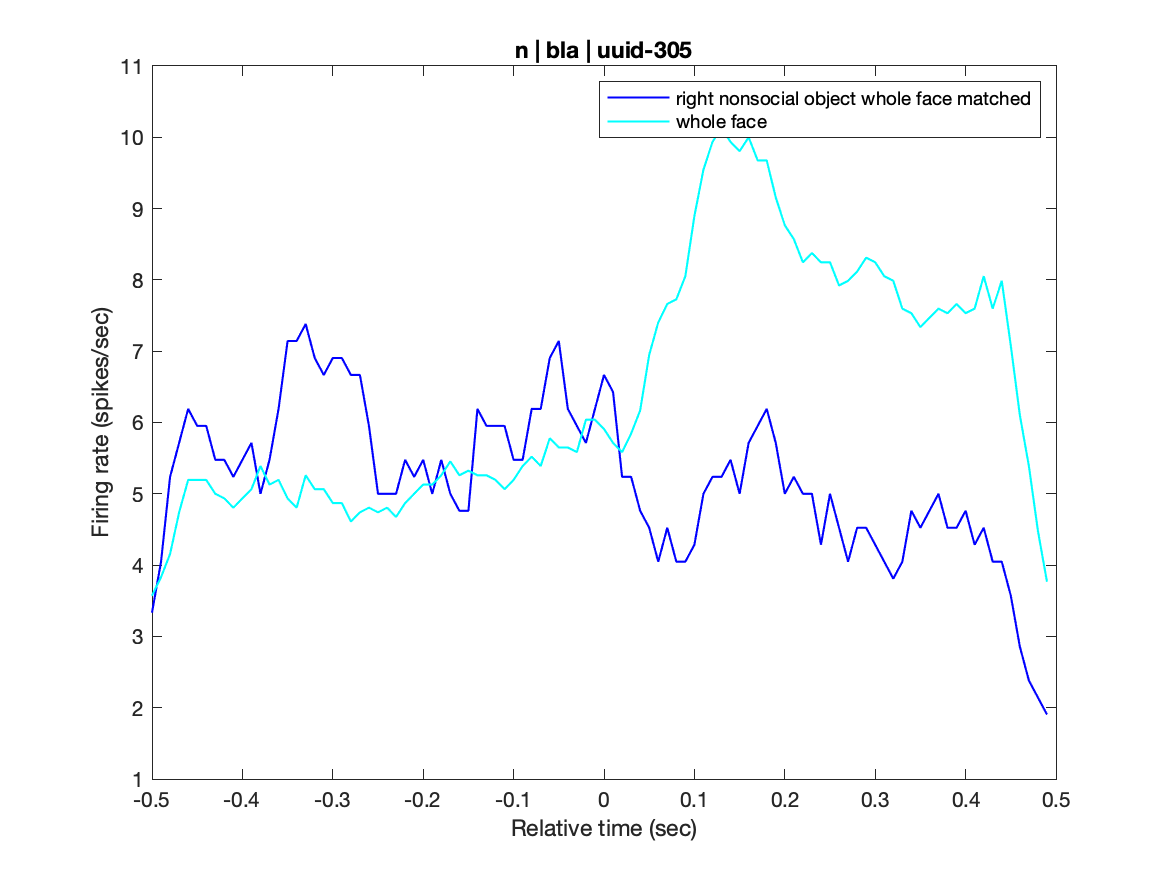 n | bla | uuid-305
right nonsocial object whole face matched
whole face
Firing rate (spikes/sec)
11
10
9
8
7
6
5
4
3
2
1
-0.5 -0.4 -0.3 -0.2 -0.1 0 0.1 0.2 0.3 0.4 0.5
Relative time (sec)